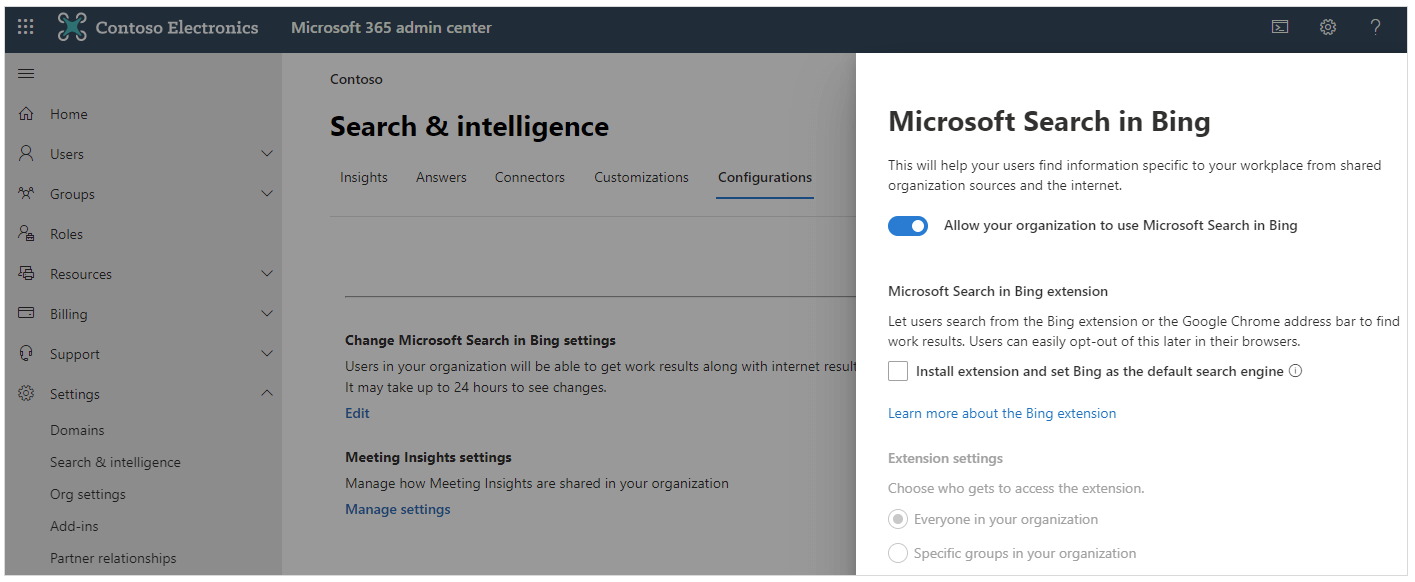 Contoso Electronics
Microsoft 365 admin center
?
Home
Users
Groups
Roles
Resources
Billing
Support
Settings
Domains
Search & intelligence
Org settings
Add-ins
Partner relationships
Contoso
Search & intelligence
Insights Answers Connectors Customizations Configurations
Change Microsoft Search in Bing settings
Users in your organization will be able to get work results along with internet result
It may take up to 24 hours to see changes.
Edit
Meeting Insights settings
Manage how Meeting Insights are shared in your organization
Manage settings
Microsoft Search in Bing
This will help your users find information specific to your workplace from shared
organization sources and the internet.
Allow your organization to use Microsoft Search in Bing
Microsoft Search in Bing extension
Let users search from the Bing extension or the Google Chrome address bar to find
work results. Users can easily opt-out of this later in their browsers.
Install extension and set Bing as the default search engine
Learn more about the Bing extension
Extension settings
Choose who gets to access the extension.
Everyone in your organization
Specific groups in your organization